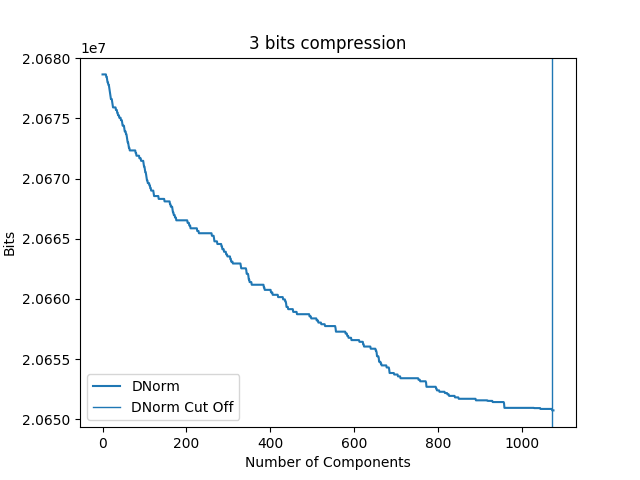 3 bits compression
1e7
2.0680
2.0675
2.0670
2.0665
2.0660
2.0655
2.0650
Bits
DNorm
DNorm Cut Off
0 200 400 600 800 1000
Number of Components